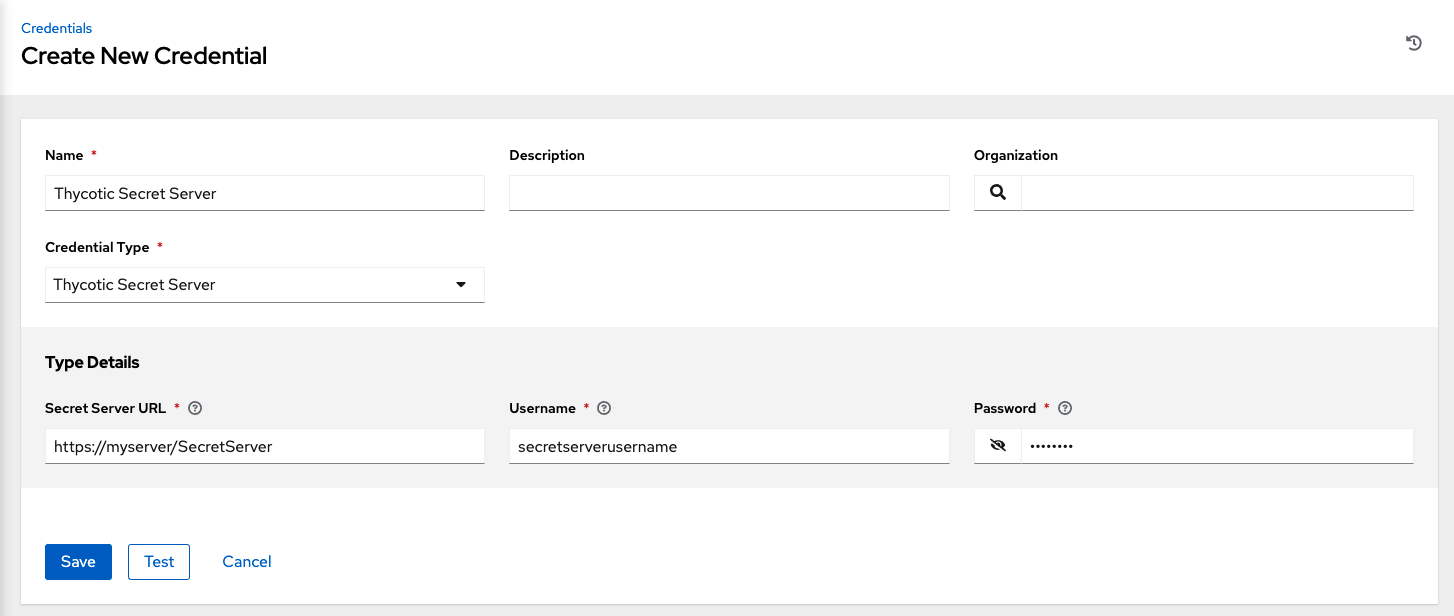 Credentials
Create New Credential
Name *
Description
Organization
Thycotic Secret Server
Credential Type *
Thycotic Secret Server
Type Details
Secret Server URL * ?
Username * ?
Password * ?
https://myserver/SecretServer
secretserverusername
••••••••
Save
Test
Cancel